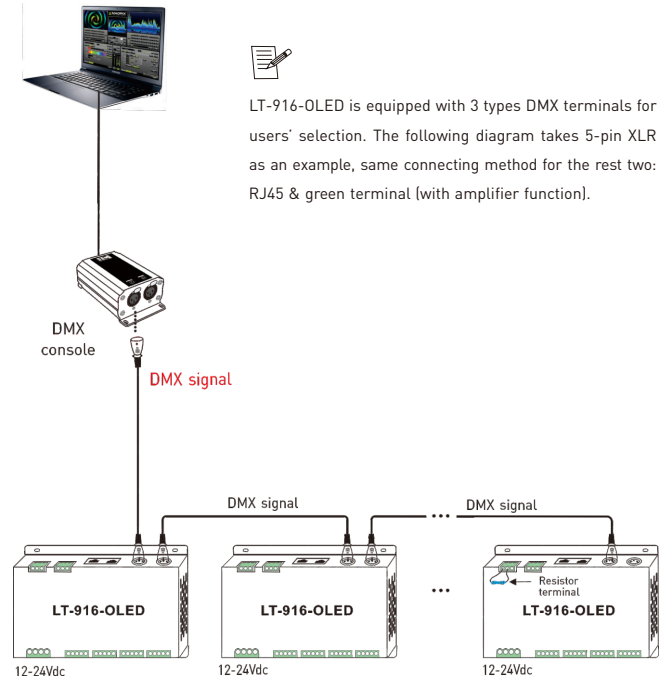 LT-916-OLED is equipped with 3 types DMX terminals for
users' selection. The following diagram takes 5-pin XLR
as an example, same connecting method for the rest two:
RJ45 & green terminal (with amplifier function).
DMX
console
DMX signal
DMX signal
DMX signal
Resistor
terminal
LT-916-OLED
LT-916-OLED
LT-916-OLED
12-24Vdc
12-24Vdc
12-24Vdc